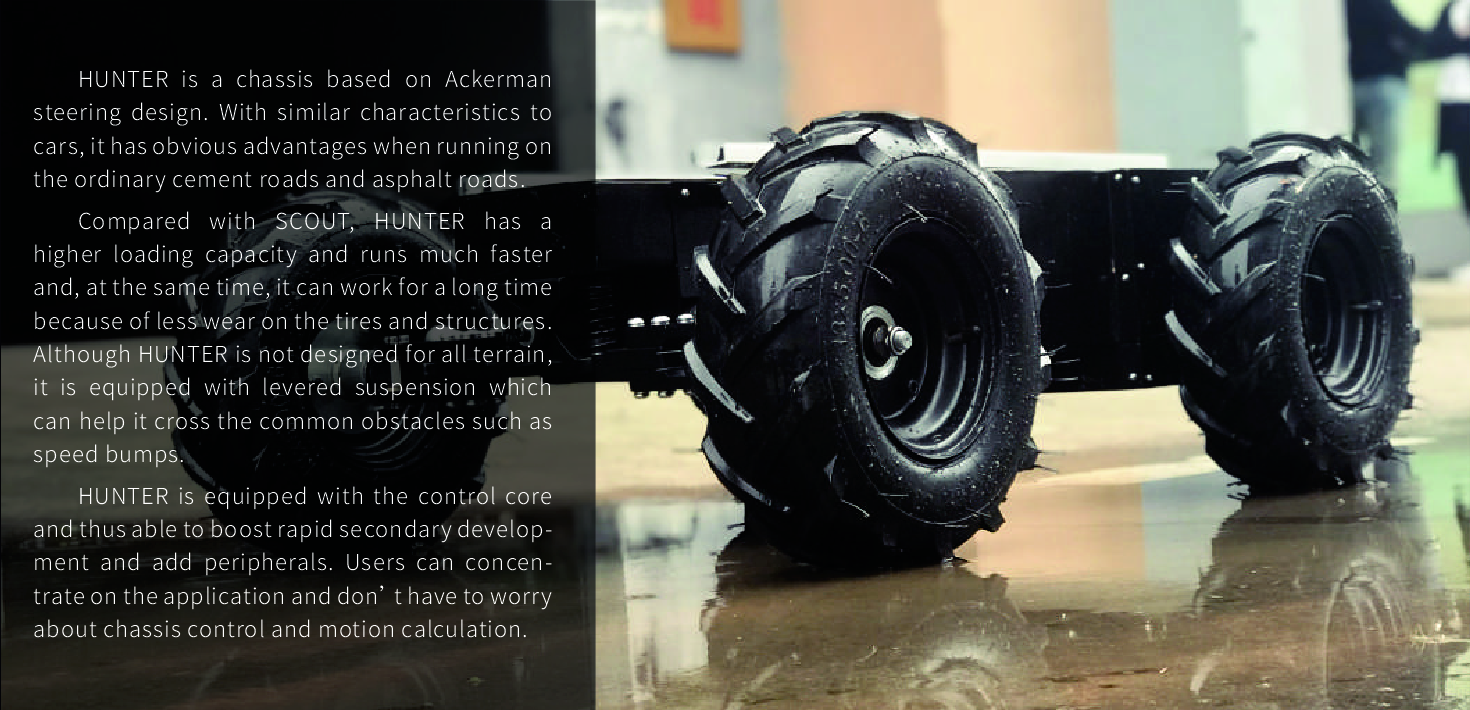 HUNTER is a chassis based on Ackerman
steering design. With similar characteristics to
cars, it has obvious advantages when running on
the ordinary cement roads and asphalt roads.
Compared with SCOUT, HUNTER has a
higher loading capacity and runs much faster
and, at the same time, it can work for a long time
because of less wear on the tires and structures.
Although HUNTER is not designed for all terrain,
it is equipped with levered suspension which
can help it cross the common obstacles such as
speed bumps.
HUNTER is equipped with the control core
and thus able to boost rapid secondary develop-
ment and add peripherals. Users can concen-
trate on the application and don’ t have to worry
about chassis control and motion calculation.